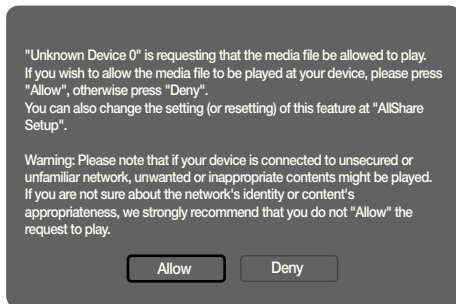 "Unknown Device 0" is requesting that the media file be allowed to play.
If you wish to allow the media file to be played at your device, please press
"Allow", otherwise press "Deny".
You can also change the setting (or resetting) of this feature at "AllShare
Setup".
Warning: Please note that if your device is connected to unsecured or
unfamiliar network, unwanted or inappropriate contents might be played.
If you are not sure about the network's identity or content's
appropriateness, we strongly recommend that you do not "Allow" the
request to play.
Allow
Deny